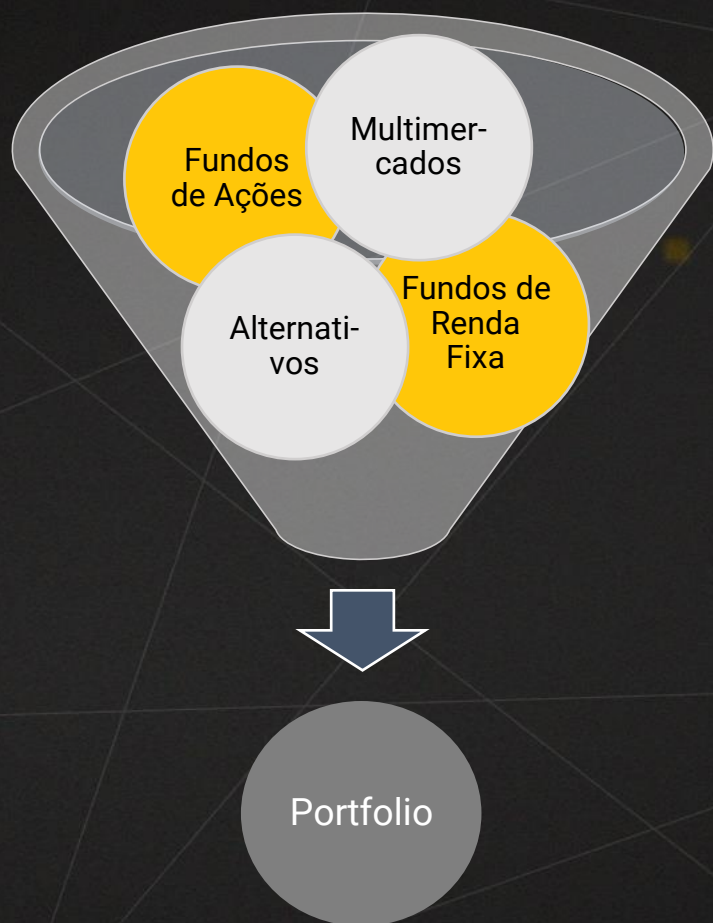 Multimer-
cados
Fundos
de Ações
Fundos de
Renda
Fixa
Alternati-
vos
Portfolio